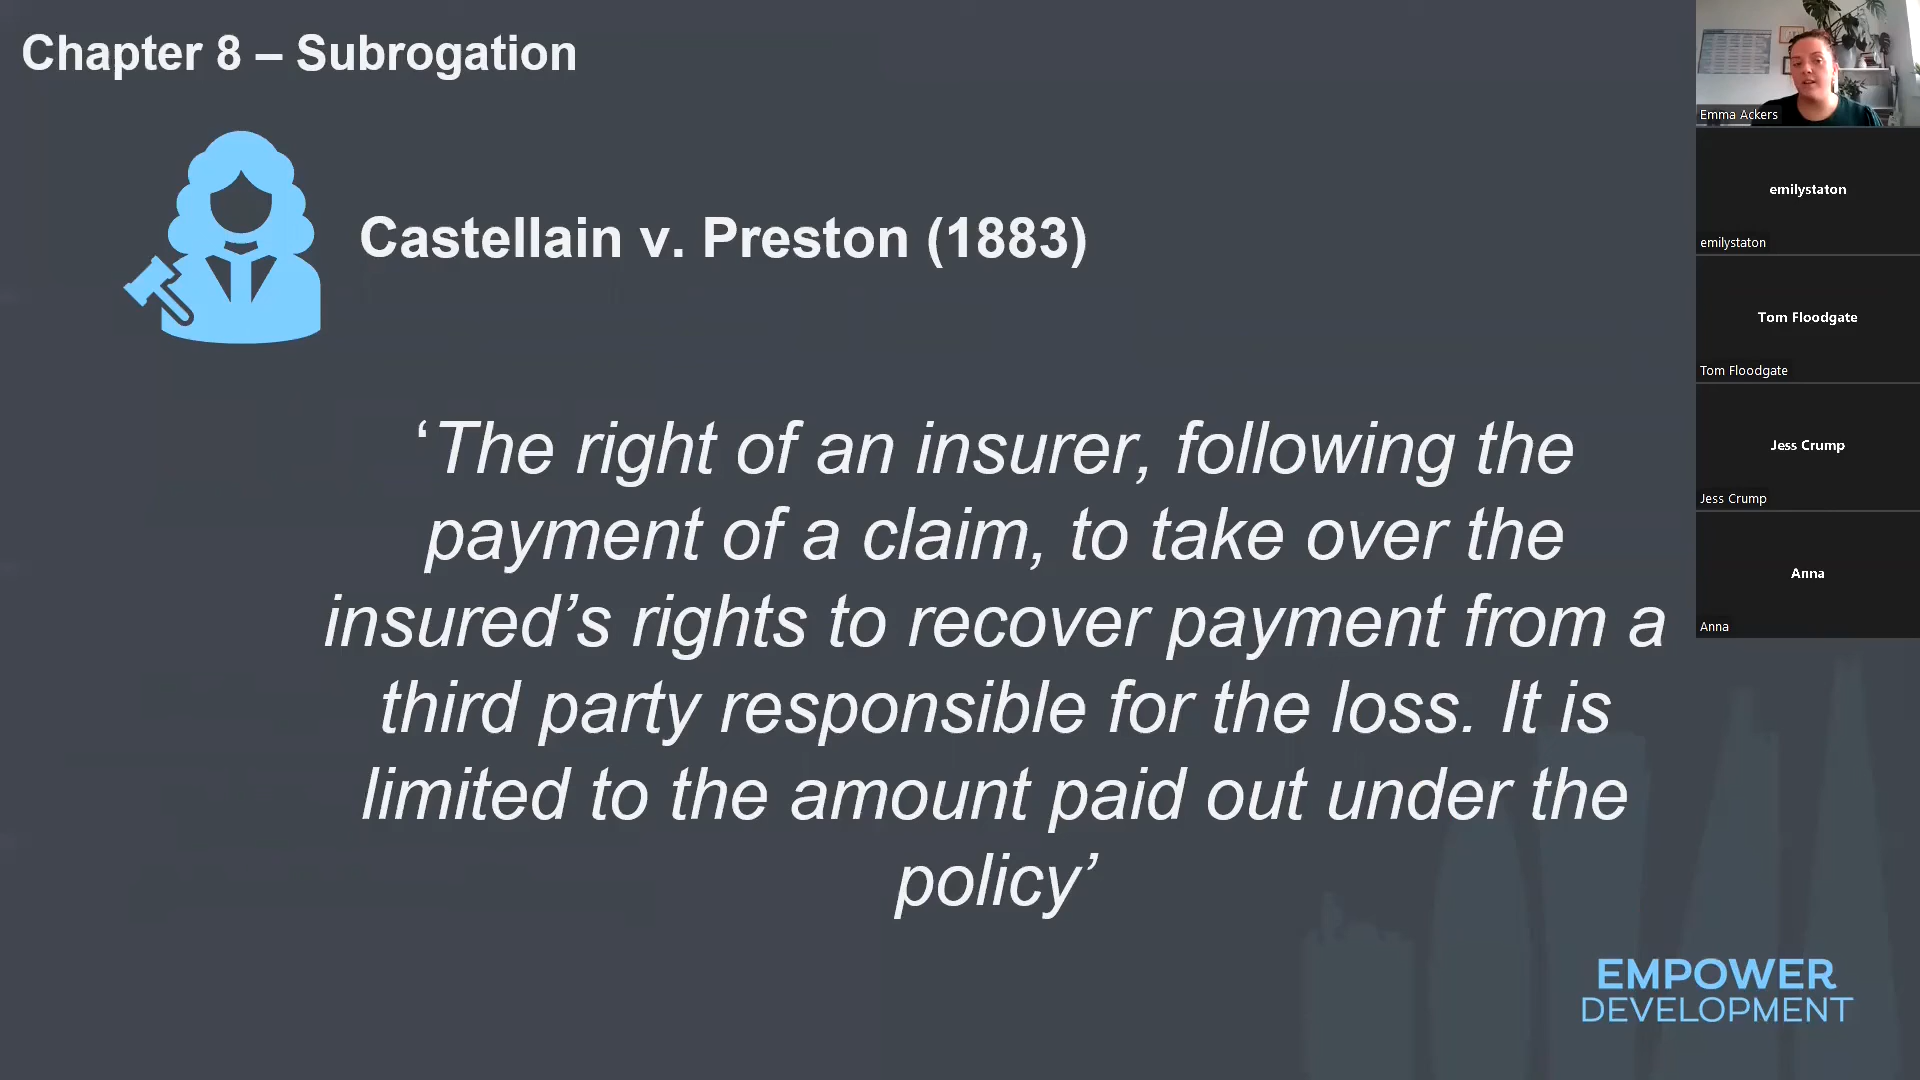 Chapter 8 – Subrogation
Castellain v. Preston (1883)
‘The right of an insurer, following the
payment of a claim, to take over the
insured’s rights to recover payment from a
third party responsible for the loss. It is
limited to the amount paid out under the
policy’
EMPOWER
DEVELOPMENT
Emma Ackers
emilystaton
emilystaton
Tom Floodgate
Tom Floodgate
Jess Crump
Jess Crump
Anna
Anna